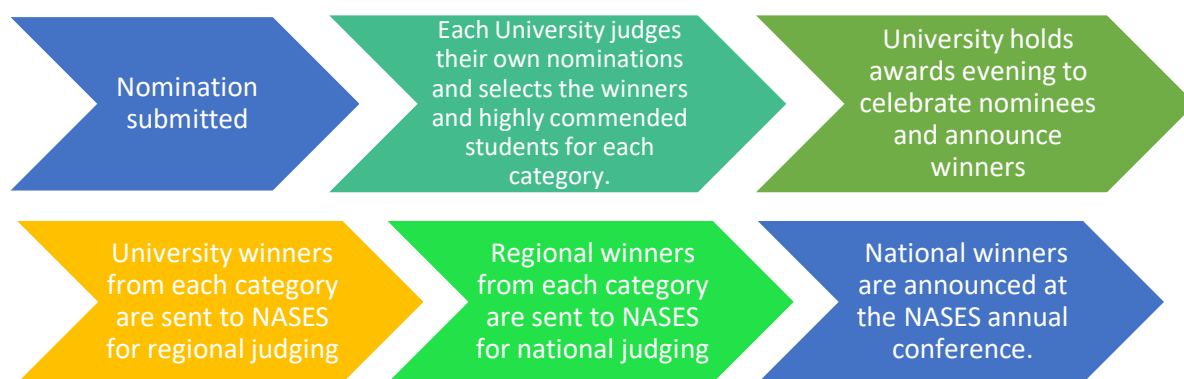 Nomination
submitted
Each University judges
their own nominations
and selects the winners
and highly commended
students for each
category.
University holds
awards evening to
celebrate nominees
and announce
winners
University winners
from each category
are sent to NASES
for regional judging
Regional winners
from each category
are sent to NASES
for national judging
National winners
are announced at
the NASES annual
conference.